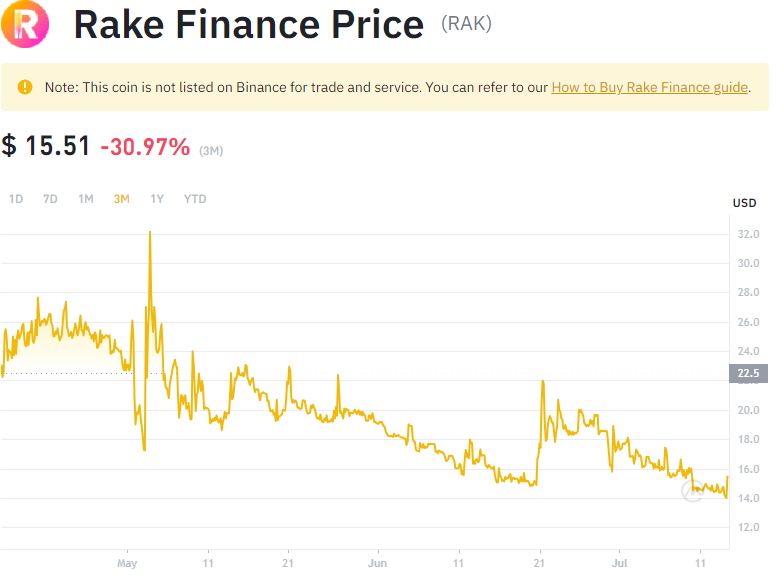 Rake Finance Price (RAK)
Note: This coin is not listed on Binance for trade and service. You can refer to our How to Buy Rake Finance guide.
$ 15.51 -30.97% (3M)
1D 7D 1M 3M 1Y YTD
USD
32.0
30.0
28.0
26.0
24.0
22.5
20.0
18.0
16.0
14.0
12.0
May 11 21 Jun 11 21 Jul 11